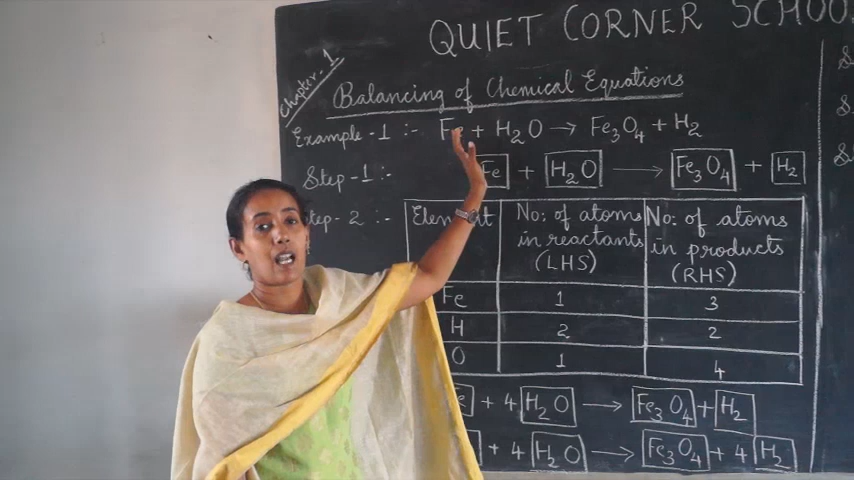 QUIET CORNER SCHOOL
Chapter-1
Balancing of Chemical Equations
Example-1 :- Fe + H₂O → Fe₃O₄ + H₂
Step-1 :- Fe + H₂O → Fe₃O₄ + H₂
Step-2 :-
Element No: of atoms in reactants (LHS) No: of atoms in products (RHS)
Fe 1 3
H 2 2
O 1 4
+ 4 H₂O → Fe₃O₄ + H₂
+ 4 H₂O → Fe₃O₄ + 4 H₂